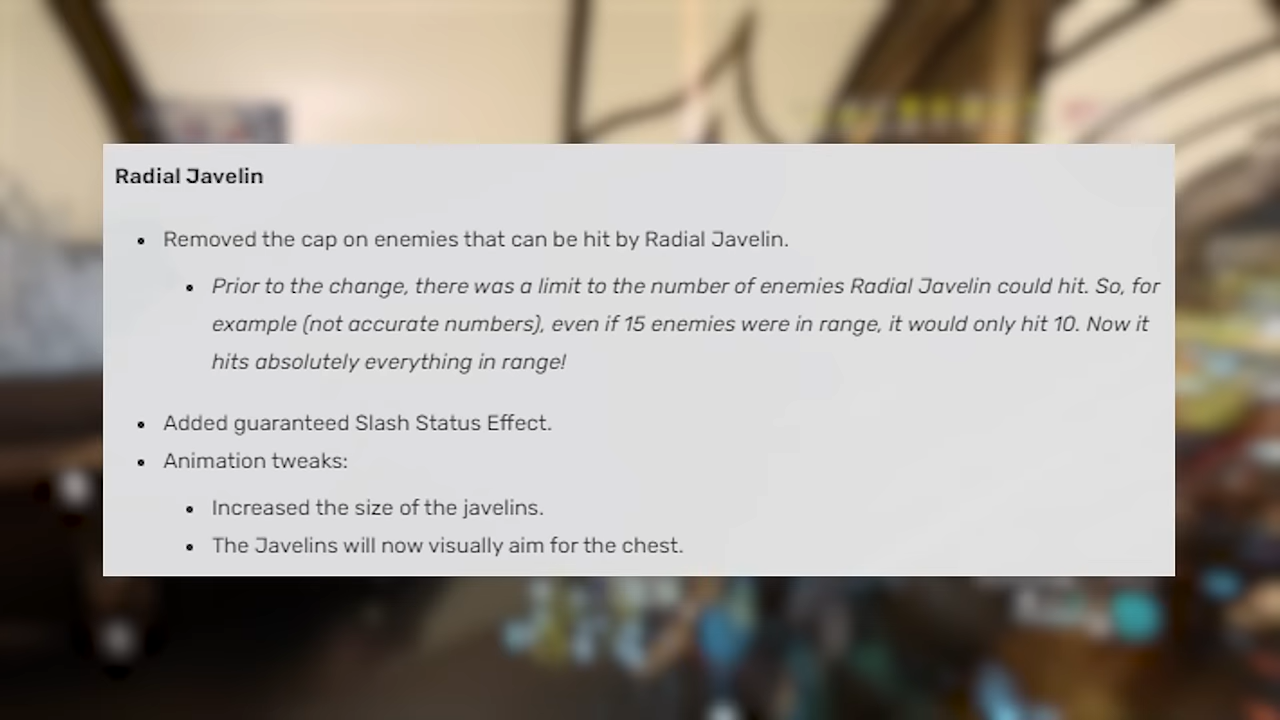 Radial Javelin
Removed the cap on enemies that can be hit by Radial Javelin.
Prior to the change, there was a limit to the number of enemies Radial Javelin could hit. So, for
example (not accurate numbers), even if 15 enemies were in range, it would only hit 10. Now it
hits absolutely everything in range!
Added guaranteed Slash Status Effect.
Animation tweaks:
Increased the size of the javelins.
The Javelins will now visually aim for the chest.